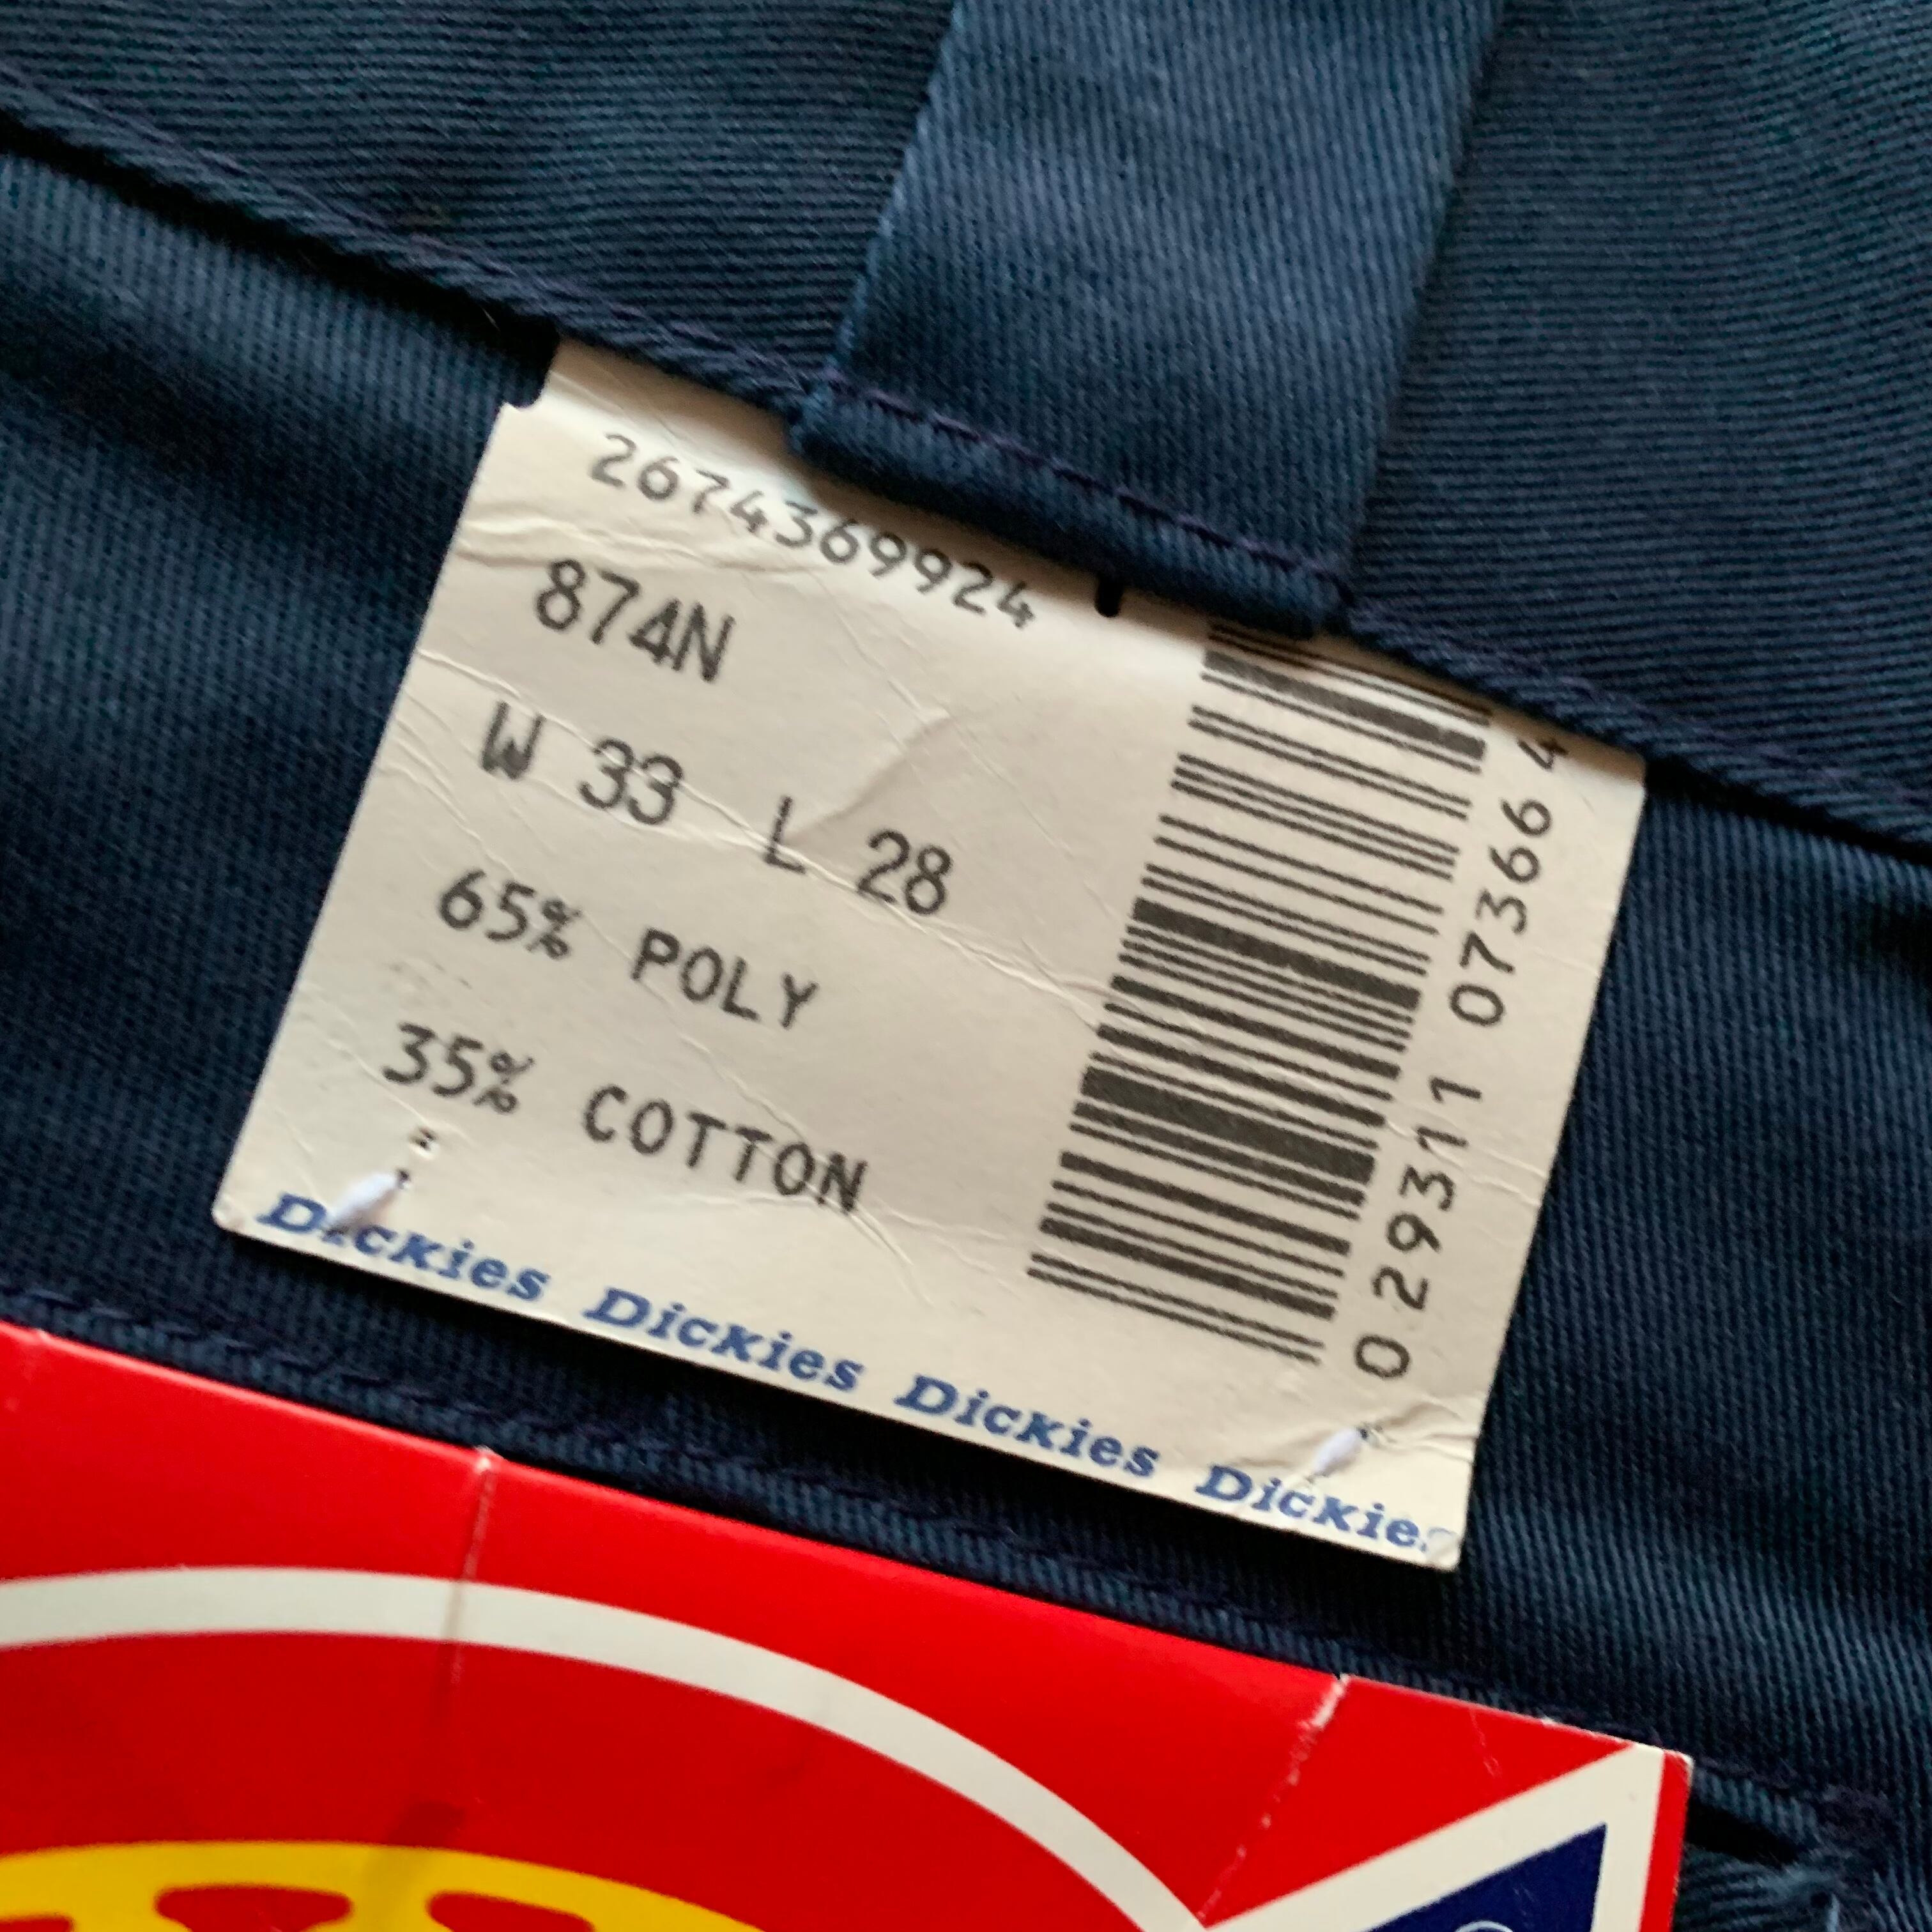 2674369924
874N
W 33 L 28
65% POLY
35% COTTON
0 29311 07366 4
Dickies Dickies Dickies Dickies
®